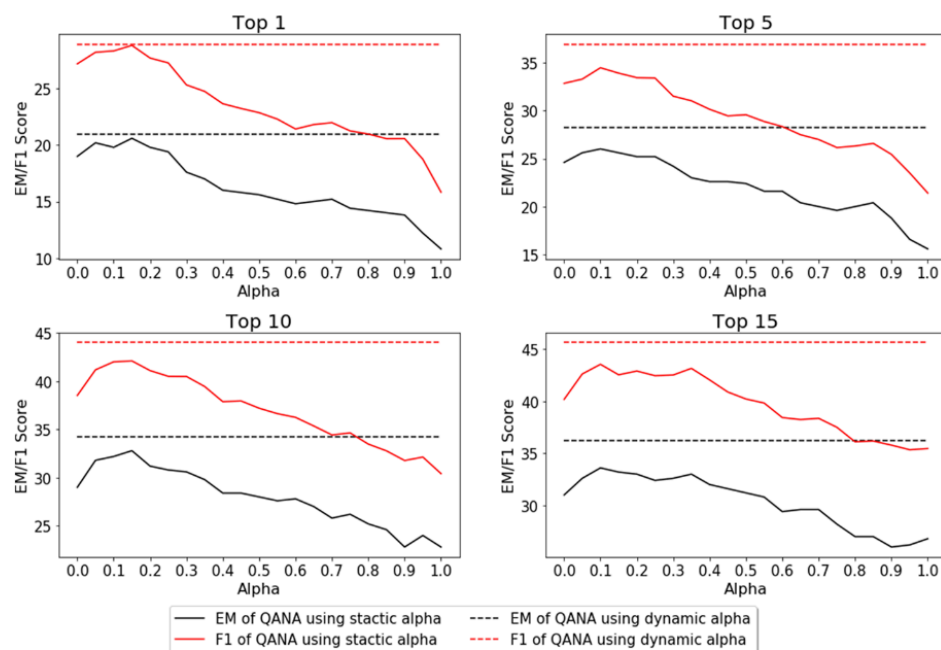 Top 1
Top 5
EM/F1 Score
25
20
15
10
0.0 0.1 0.2 0.3 0.4 0.5 0.6 0.7 0.8 0.9 1.0
Alpha
EM/F1 Score
35
30
25
20
15
0.0 0.1 0.2 0.3 0.4 0.5 0.6 0.7 0.8 0.9 1.0
Alpha
Top 10
Top 15
EM/F1 Score
45
40
35
30
25
0.0 0.1 0.2 0.3 0.4 0.5 0.6 0.7 0.8 0.9 1.0
Alpha
EM/F1 Score
45
40
35
30
0.0 0.1 0.2 0.3 0.4 0.5 0.6 0.7 0.8 0.9 1.0
Alpha
EM of QANA using stactic alpha
F1 of QANA using stactic alpha
EM of QANA using dynamic alpha
F1 of QANA using dynamic alpha